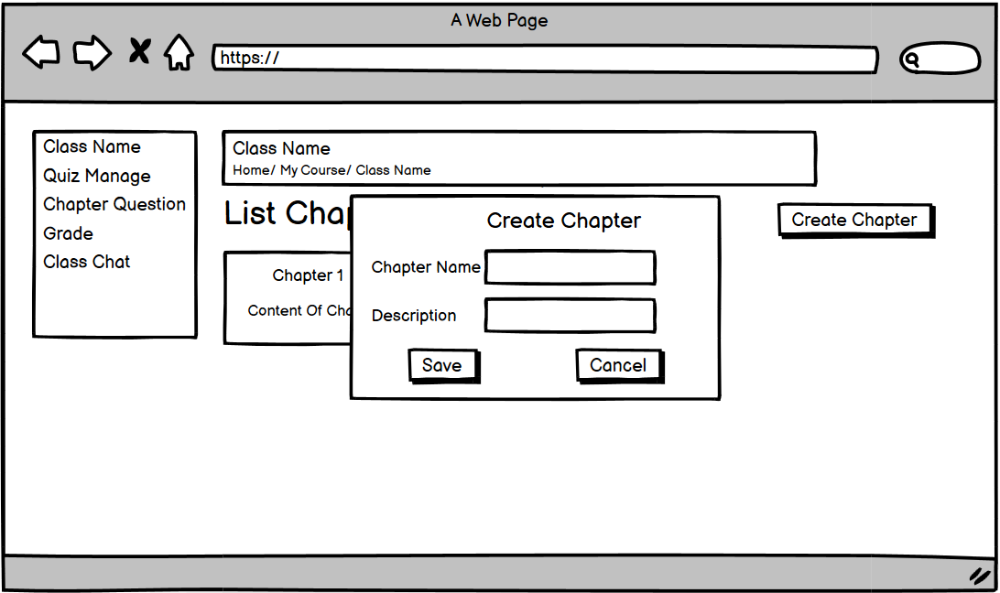 A Web Page
https://
Class Name
Quiz Manage
Chapter Question
Grade
Class Chat
Class Name
Home/ My Course/ Class Name
List Chap
Create Chapter
Chapter 1
Content Of Cha
Create Chapter
Chapter Name
Description
Save
Cancel